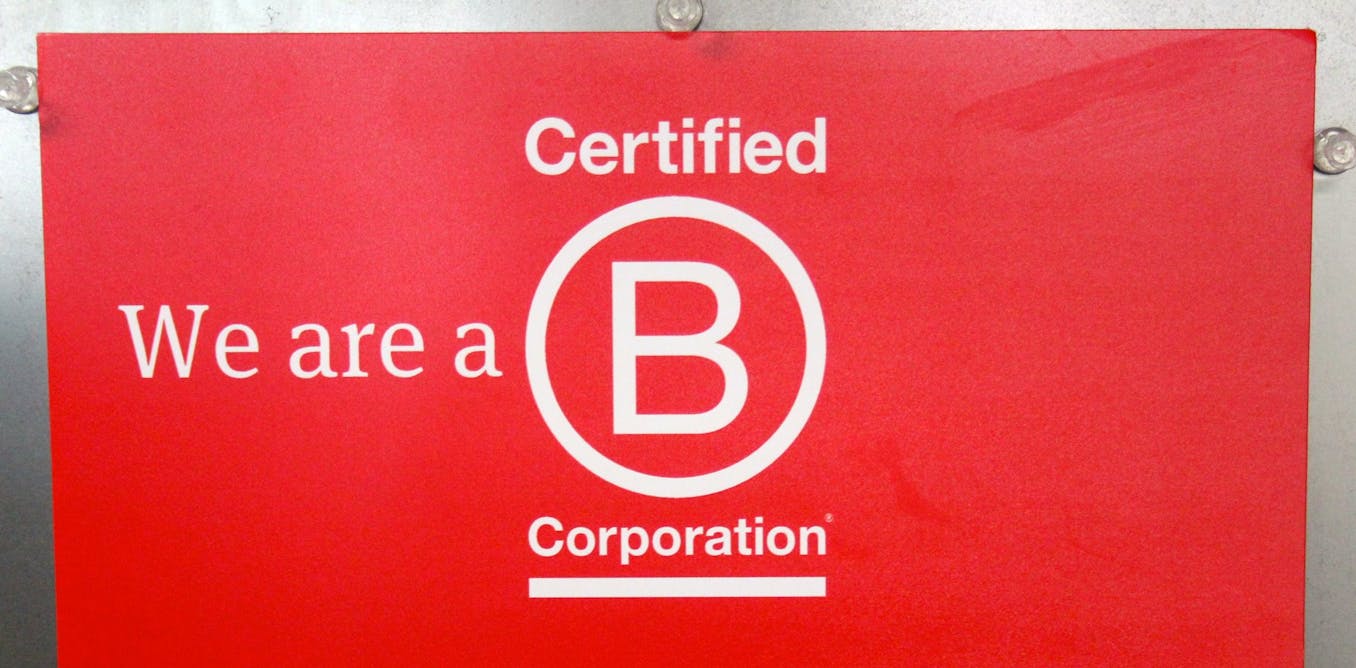 Certified
We are a B
Corporation®